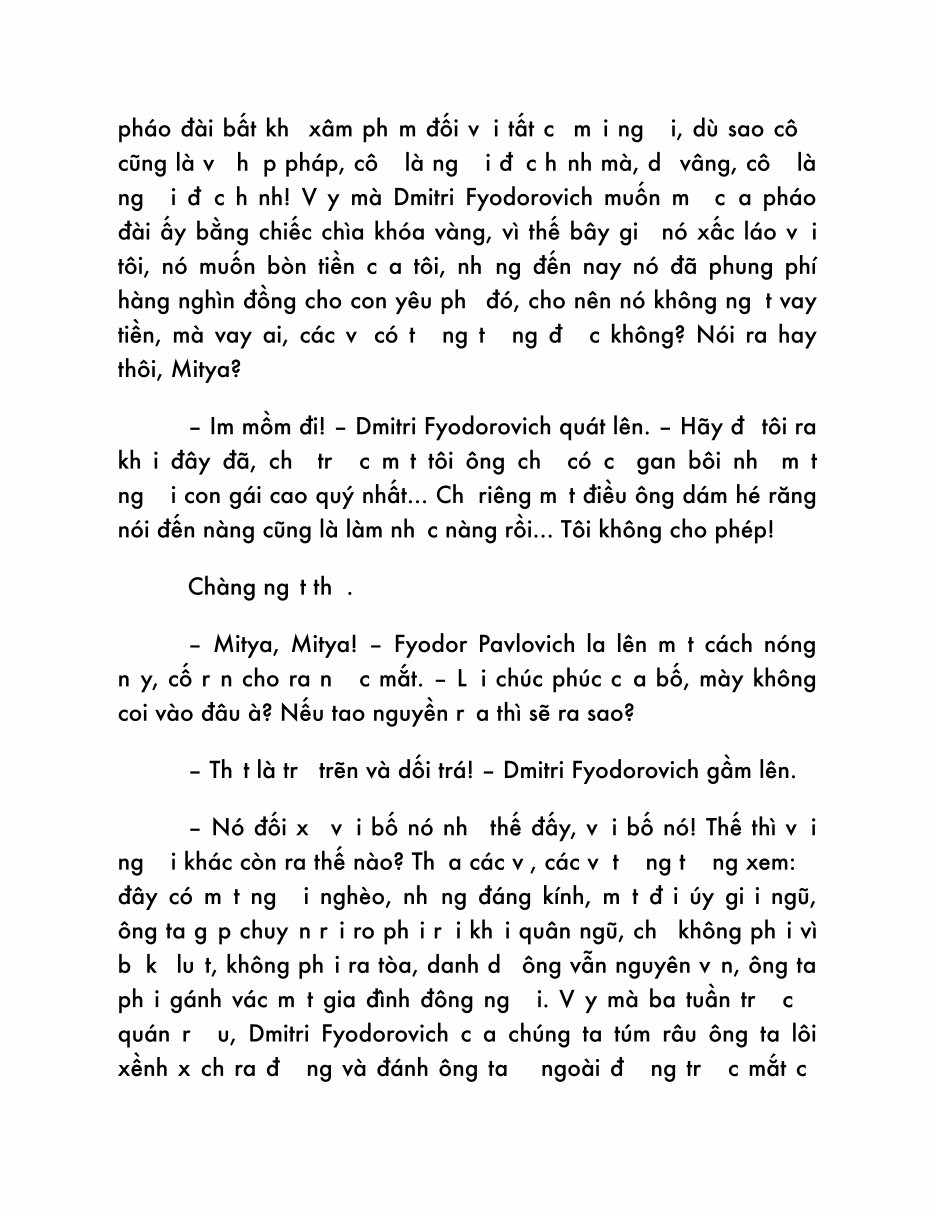 pháo đài bất kh xâm ph m đối v i tất c m i ng i, dù sao cô
cũng là v h p pháp, cô là ng i đ c h nh mà, d vâng, cô là
ng i đ c h nh! V y mà Dmitri Fyodorovich muốn m c a pháo
đài ấy bằng chiếc chìa khóa vàng, vì thế bây gi nó xấc láo v i
tôi, nó muốn bòn tiền c a tôi, nh ng đến nay nó đã phung phí
hàng nghìn đồng cho con yêu ph đó, cho nên nó không ng t vay
tiền, mà vay ai, các v có t ng t ng đ c không? Nói ra hay
thôi, Mitya?
– Im mồm đi! – Dmitri Fyodorovich quát lên. – Hãy đ tôi ra
kh i đây đã, ch tr c m t tôi ông ch có c gan bôi nh m t
ng i con gái cao quý nhất... Ch riêng m t điều ông dám hé răng
nói đến nàng cũng là làm nh c nàng rồi... Tôi không cho phép!
Chàng ng t th .
– Mitya, Mitya! – Fyodor Pavlovich la lên m t cách nóng
n y, cố r n cho ra n c mắt. – L i chúc phúc c a bố, mày không
coi vào đâu à? Nếu tao nguyền r a thì sẽ ra sao?
– Th t là tr trẽn và dối trá! – Dmitri Fyodorovich gầm lên.
– Nó đối x v i bố nó nh thế đấy, v i bố nó! Thế thì v i
ng i khác còn ra thế nào? Th a các v , các v t ng t ng xem:
đây có m t ng i nghèo, nh ng đáng kính, m t đ i úy gi i ngũ,
ông ta g p chuy n r i ro ph i r i kh i quân ngũ, ch không ph i vì
b k lu t, không ph i ra tòa, danh d ông vẫn nguyên v n, ông ta
ph i gánh vác m t gia đình đông ng i. V y mà ba tuần tr c
quán r u, Dmitri Fyodorovich c a chúng ta túm râu ông ta lôi
xềnh x ch ra đ ng và đánh ông ta ngoài đ ng tr c mắt c